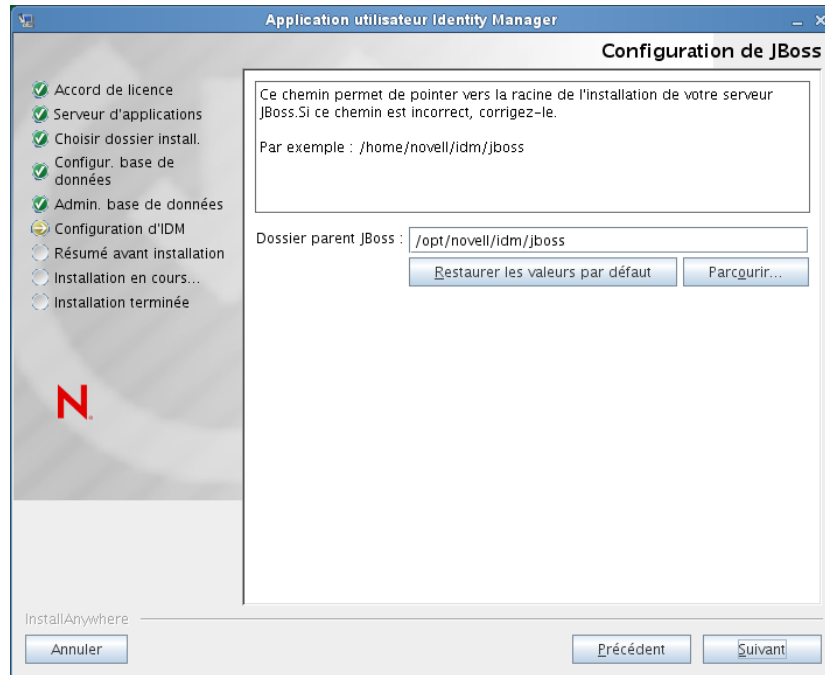 Application utilisateur Identity Manager
Configuration de JBoss
Accord de licence
Serveur d'applications
Choisir dossier install.
Configur. base de
données
Admin. base de données
Configuration d'IDM
Résumé avant installation
Installation en cours...
Installation terminée
N
Ce chemin permet de pointer vers la racine de l'installation de votre serveur
JBoss.Si ce chemin est incorrect, corrigez-le.
Par exemple : /home/novell/idm/jboss
Dossier parent JBoss :
/opt/novell/idm/jboss
Restaurer les valeurs par défaut
Parcourir...
InstallAnywhere
Annuler
Précédent
Suivant